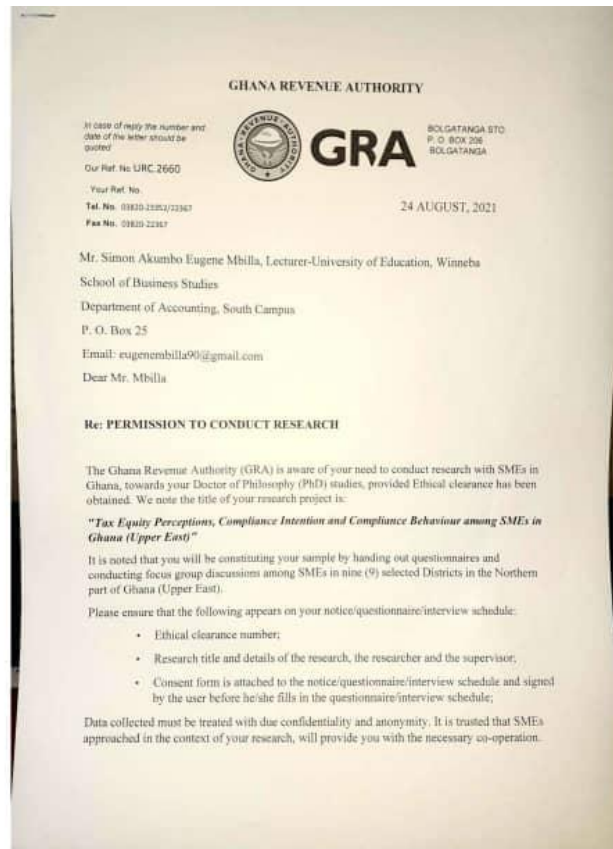 GHANA REVENUE AUTHORITY
In case of reply the number and
date of the letter should be
quoted
Our Ref. No URC.2660
Your Ref. No.
Tel. No. 03820-23352/22367
Fax No. 03820-22367
GHANA REVENUE AUTHORITY
GRA
BOLGATANGA STO
P. O. BOX 206
BOLGATANGA
24 AUGUST, 2021
Mr. Simon Akumbo Eugene Mbilla, Lecturer-University of Education, Winneba
School of Business Studies
Department of Accounting, South Campus
P. O. Box 25
Email: eugenembilla90@gmail.com
Dear Mr. Mbilla
Re: PERMISSION TO CONDUCT RESEARCH
The Ghana Revenue Authority (GRA) is aware of your need to conduct research with SMEs in
Ghana, towards your Doctor of Philosophy (PhD) studies, provided Ethical clearance has been
obtained. We note the title of your research project is:
"Tax Equity Perceptions, Compliance Intention and Compliance Behaviour among SMEs in
Ghana (Upper East)"
It is noted that you will be constituting your sample by handing out questionnaires and
conducting focus group discussions among SMEs in nine (9) selected Districts in the Northern
part of Ghana (Upper East).
Please ensure that the following appears on your notice/questionnaire/interview schedule:
• Ethical clearance number;
• Research title and details of the research, the researcher and the supervisor;
• Consent form is attached to the notice/questionnaire/interview schedule and signed
by the user before he/she fills in the questionnaire/interview schedule;
Data collected must be treated with due confidentiality and anonymity. It is trusted that SMEs
approached in the context of your research, will provide you with the necessary co-operation.